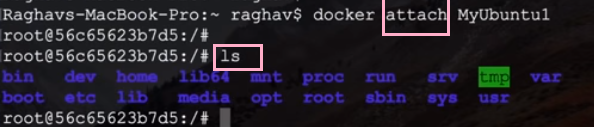 Raghavs-MacBook-Pro:~ raghav$ docker attach MyUbuntu1
root@56c65623b7d5:/#
root@56c65623b7d5:/# ls
bin dev home lib64 mnt proc run srv tmp var
boot etc lib media opt root sbin sys usr
root@56c65623b7d5:/#